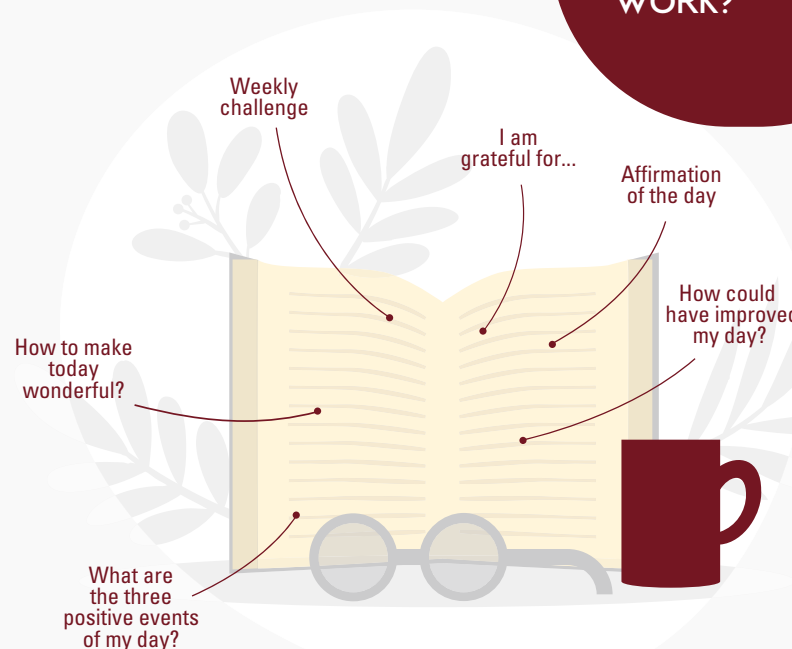 WORK?
Weekly
challenge
I am
grateful for...
Affirmation
of the day
How could
have improved
my day?
How to make
today
wonderful?
What are
the three
positive events
of my day?